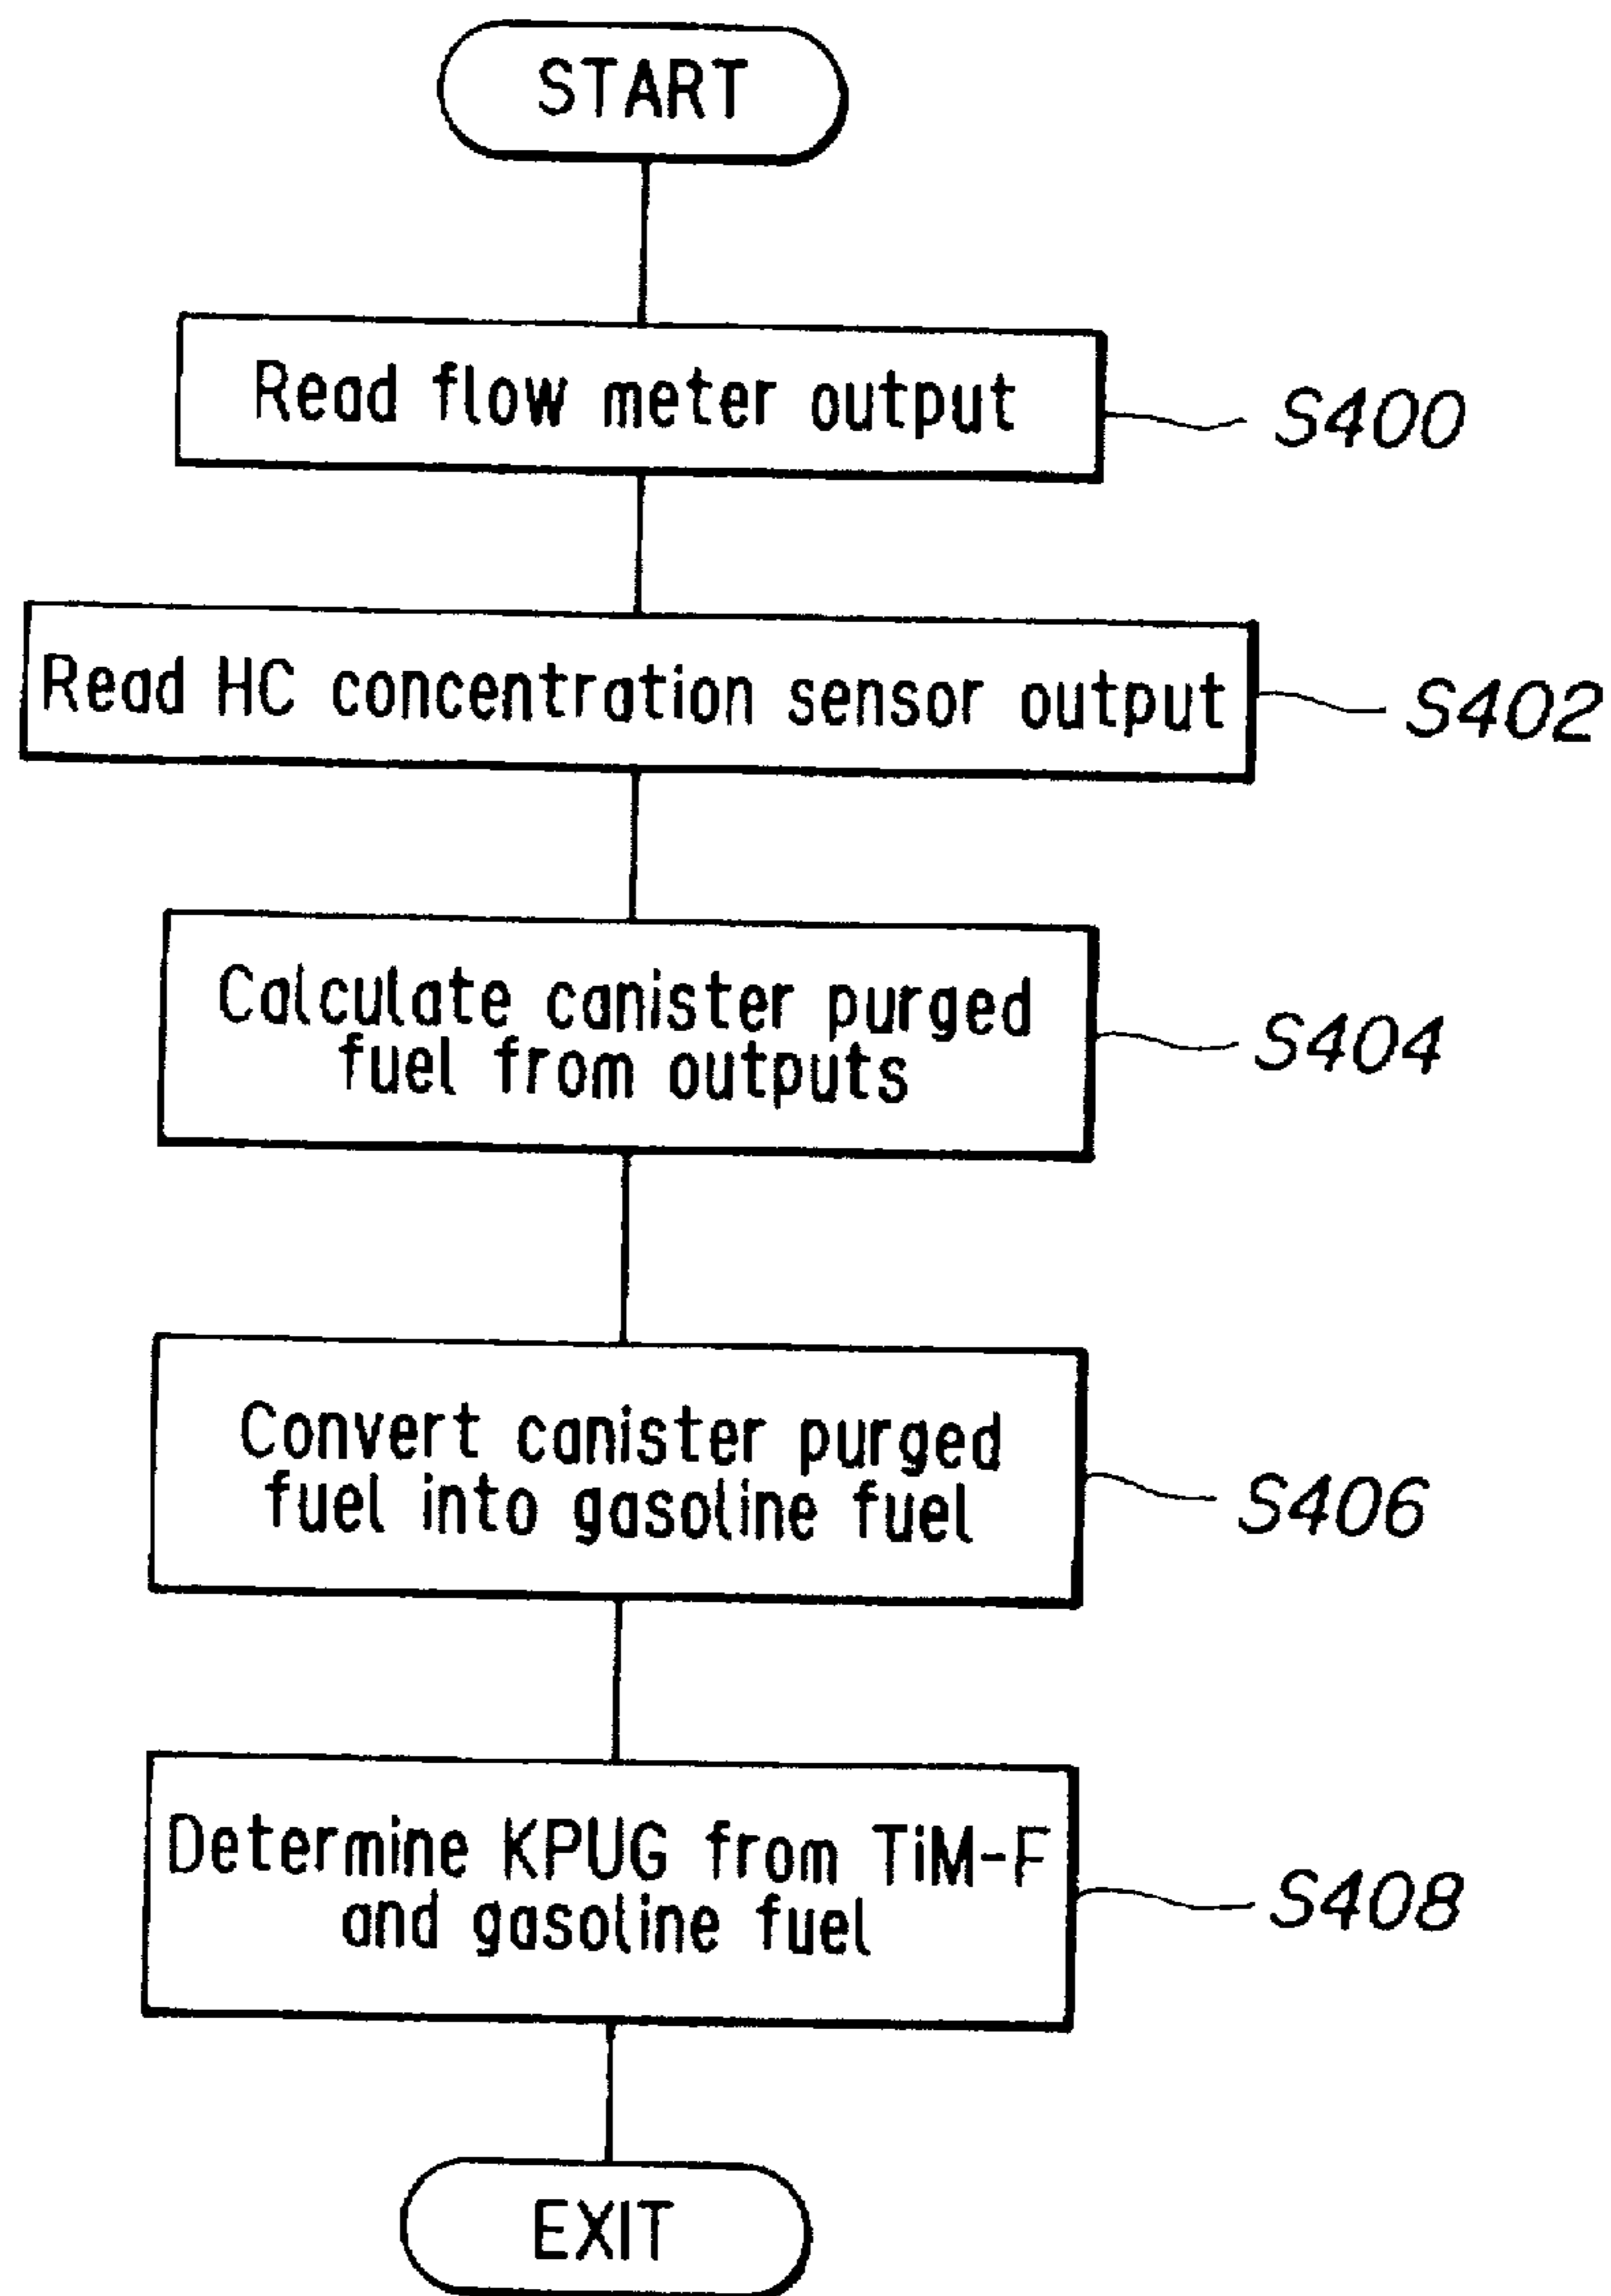 START
Read flow meter output
S400
Read HC concentration sensor output
S402
Calculate canister purged
fuel from outputs
S404
Convert canister purged
fuel into gasoline fuel
S406
Determine KPUG from TiM-F
and gasoline fuel
S408
EXIT